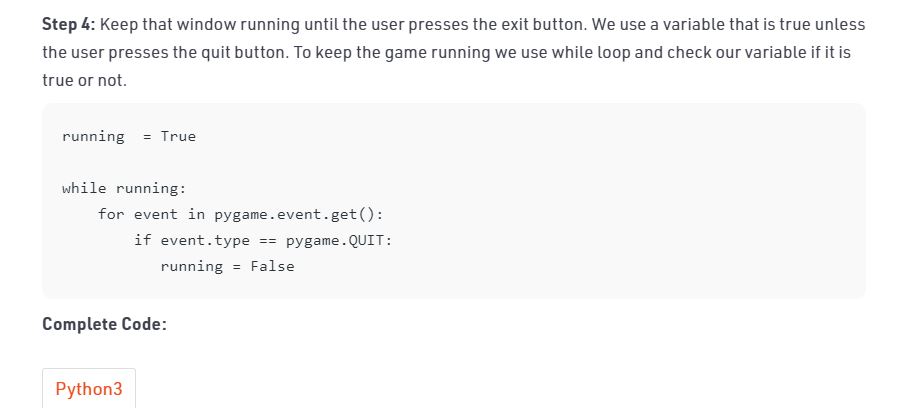 Step 4: Keep that window running until the user presses the exit button. We use a variable that is true unless
the user presses the quit button. To keep the game running we use while loop and check our variable if it is
true or not.
running  = True
while running:
    for event in pygame.event.get():
        if event.type == pygame.QUIT:
           running = False
Complete Code:
Python3